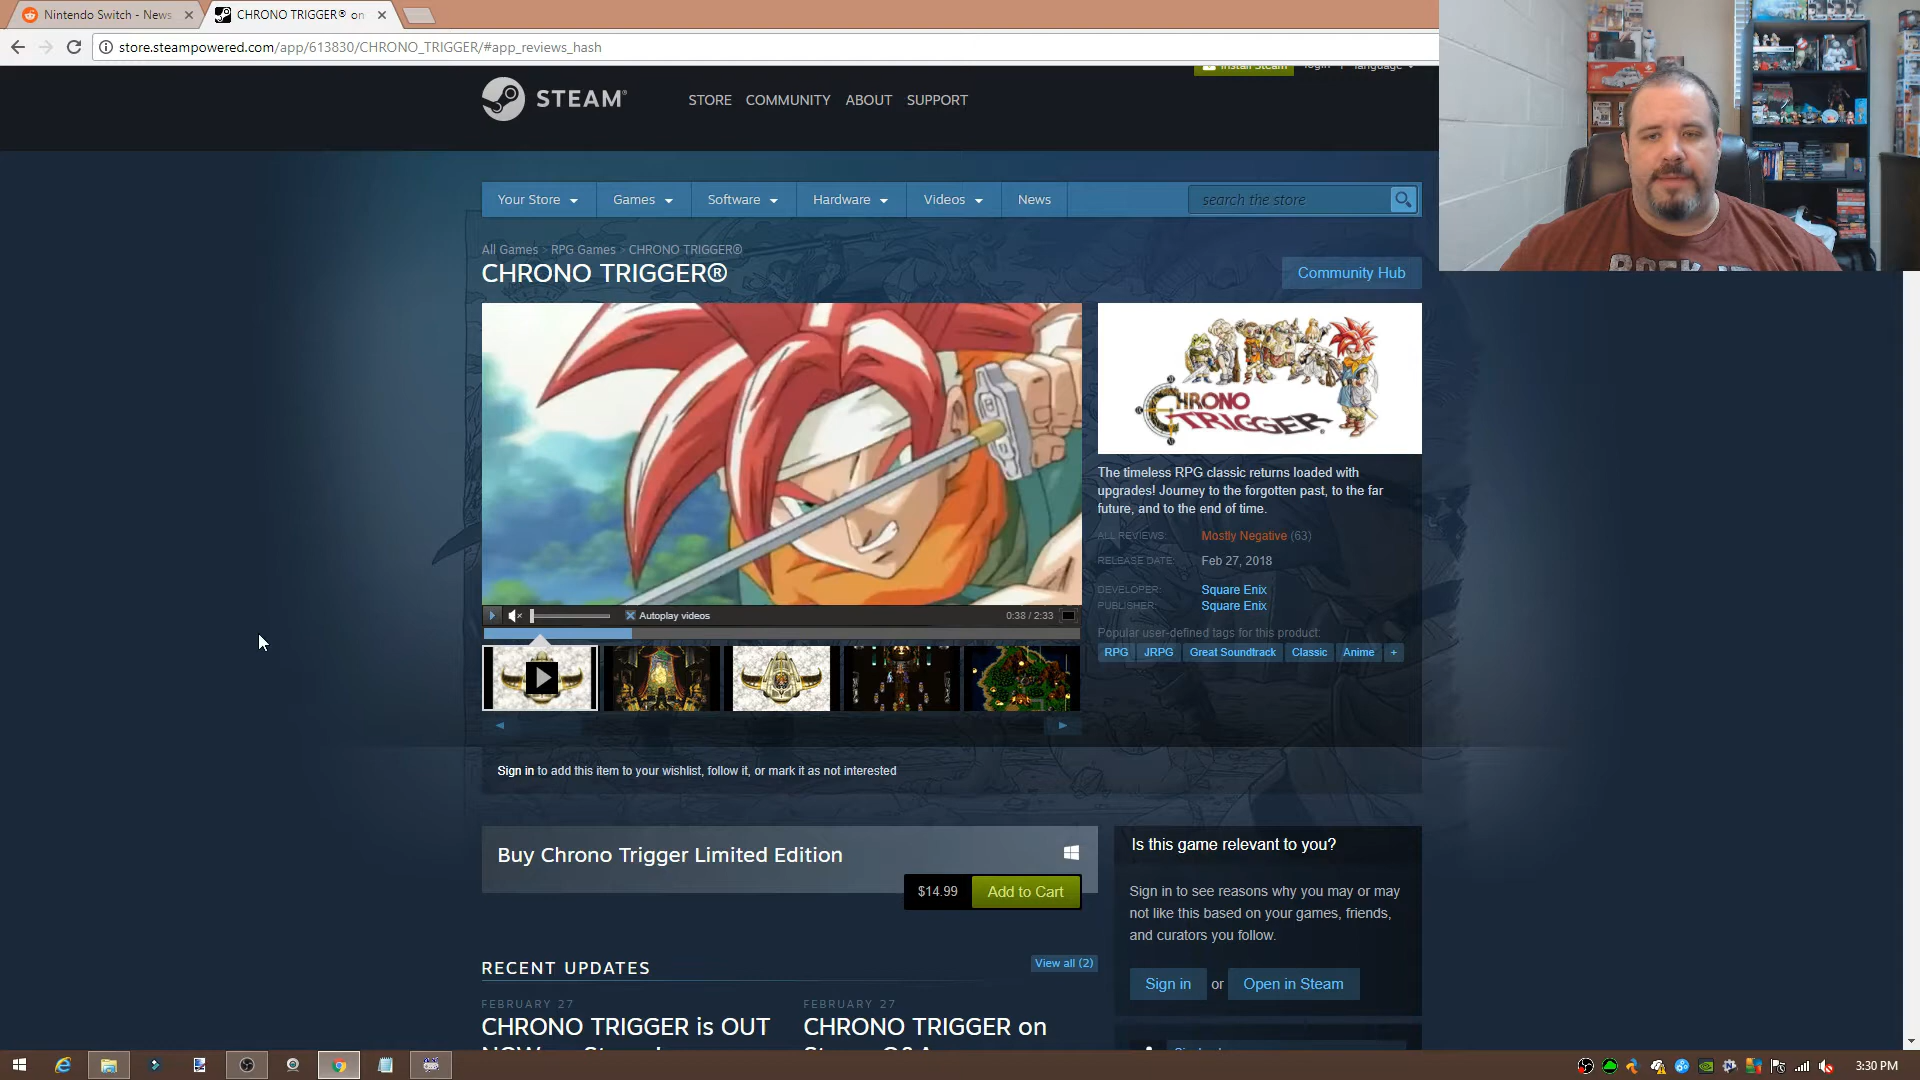 Nintendo Switch - News
CHRONO TRIGGER® on
store.steampowered.com/app/613830/CHRONO_TRIGGER/#app_reviews_hash
Install Steam login | language
STEAM®
STORE COMMUNITY ABOUT SUPPORT
Your Store Games Software Hardware Videos News search the store
All Games > RPG Games > CHRONO TRIGGER®
CHRONO TRIGGER®
Community Hub
CHRONO
TRIGGER
The timeless RPG classic returns loaded with
upgrades! Journey to the forgotten past, to the far
future, and to the end of time.
ALL REVIEWS: Mostly Negative (63)
RELEASE DATE: Feb 27, 2018
DEVELOPER: Square Enix
PUBLISHER: Square Enix
Autoplay videos 0:38 / 2:33
Popular user-defined tags for this product:
RPG JRPG Great Soundtrack Classic Anime +
Sign in to add this item to your wishlist, follow it, or mark it as not interested
Buy Chrono Trigger Limited Edition
$14.99 Add to Cart
Is this game relevant to you?
Sign in to see reasons why you may or may
not like this based on your games, friends,
and curators you follow.
Sign in or Open in Steam
RECENT UPDATES
View all (2)
FEBRUARY 27
CHRONO TRIGGER is OUT
FEBRUARY 27
CHRONO TRIGGER on
3:30 PM